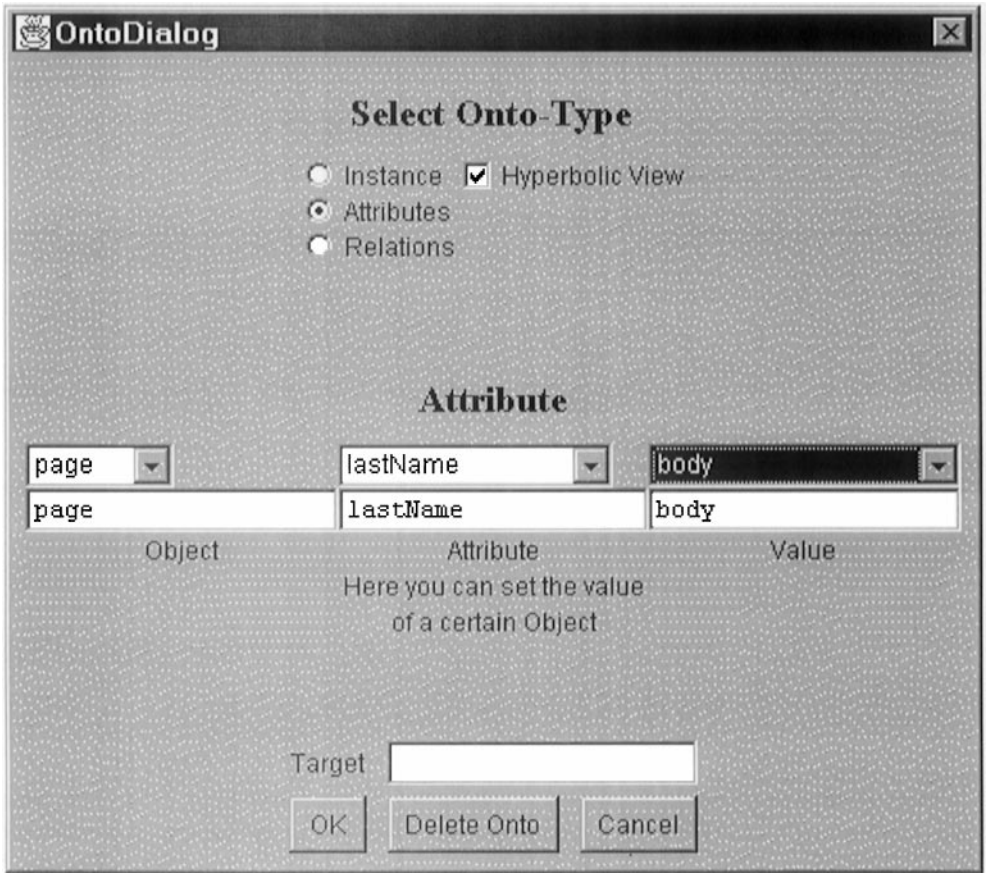 OntoDialog
Select Onto-Type
Instance Hyperbolic View
Attributes
Relations
Attribute
page lastName body
page lastName body
Object Attribute Value
Here you can set the value
of a certain Object
Target
OK Delete Onto Cancel